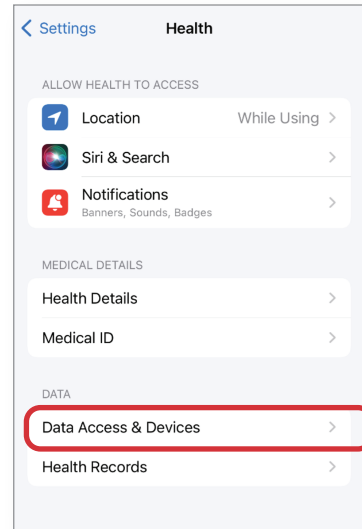 Settings Health
ALLOW HEALTH TO ACCESS
Location While Using
Siri & Search
Notifications
Banners, Sounds, Badges
MEDICAL DETAILS
Health Details
Medical ID
DATA
Data Access & Devices
Health Records